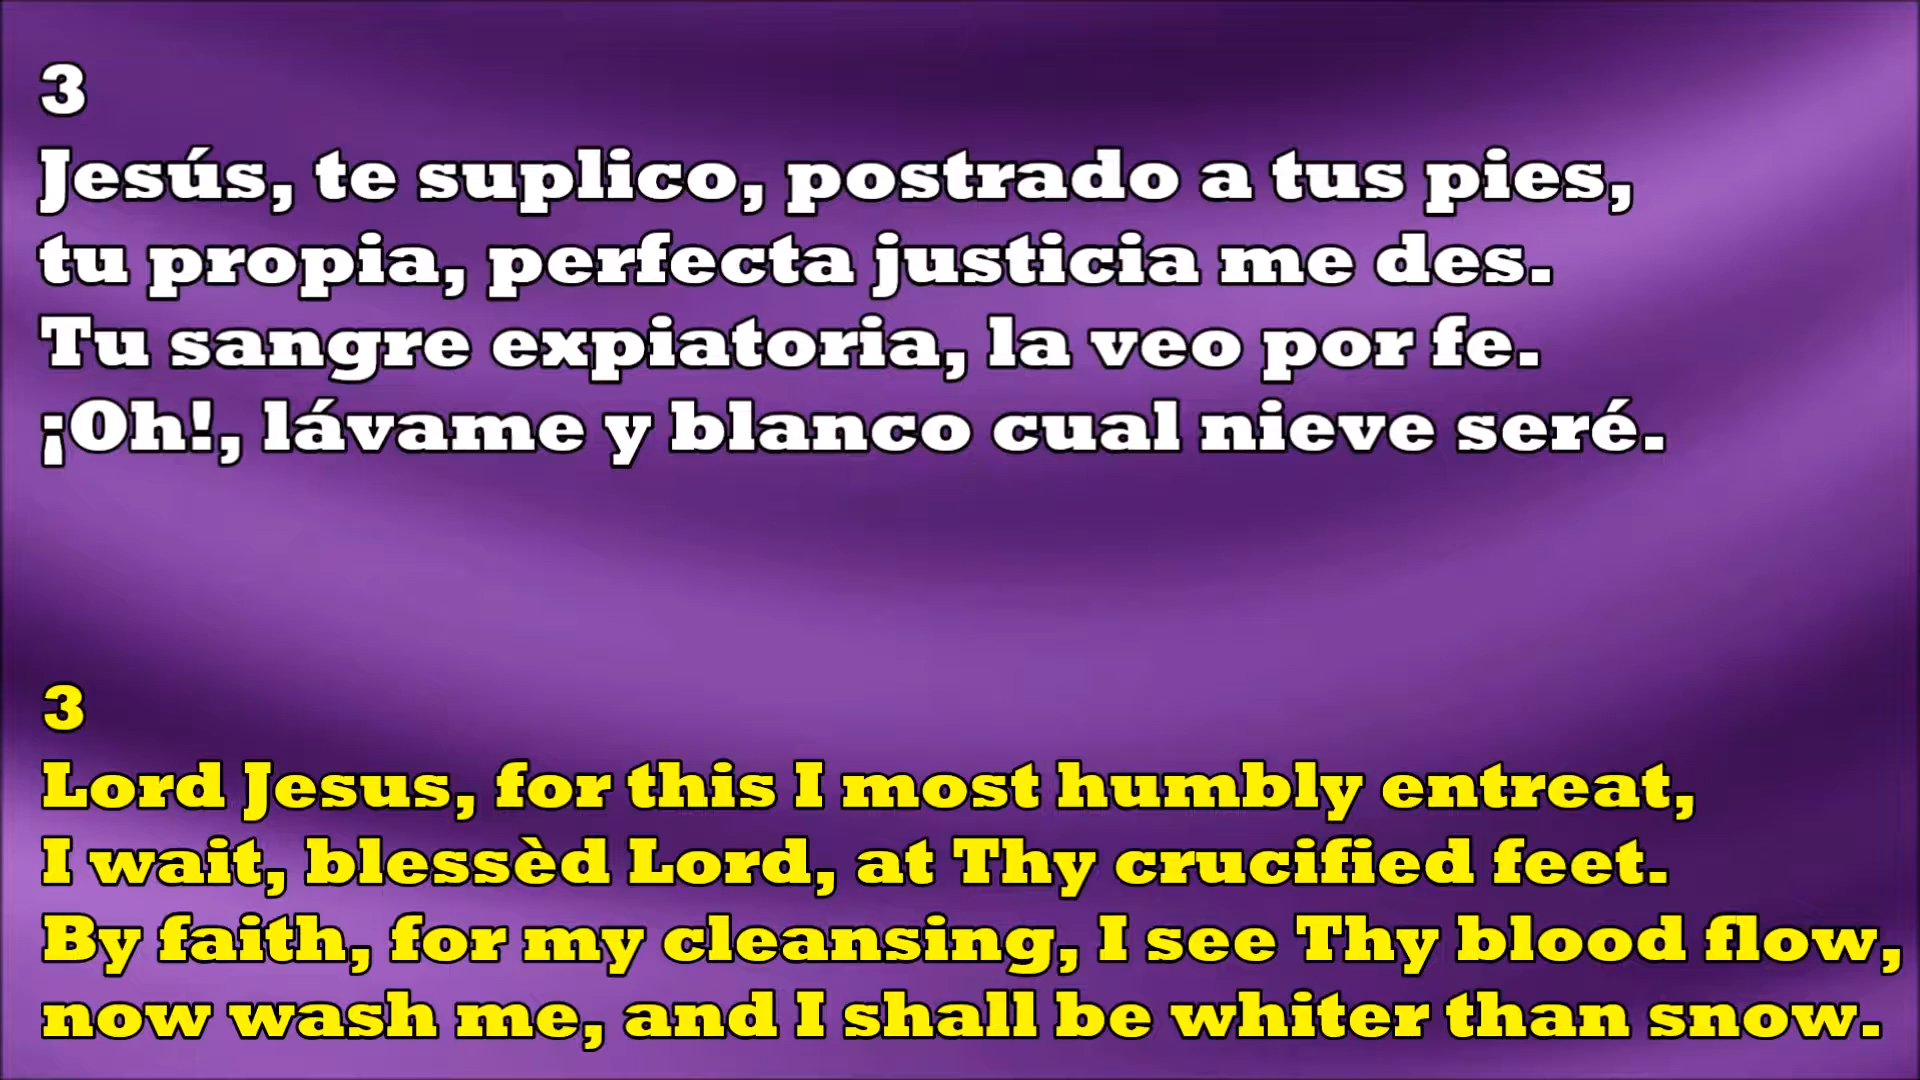 3
Jesús, te suplico, postrado a tus pies,
tu propia, perfecta justicia me des.
Tu sangre expiatoria, la veo por fe.
¡Oh!, lávame y blanco cual nieve seré.
3
Lord Jesus, for this I most humbly entreat,
I wait, blessèd Lord, at Thy crucified feet.
By faith, for my cleansing, I see Thy blood flow,
now wash me, and I shall be whiter than snow.